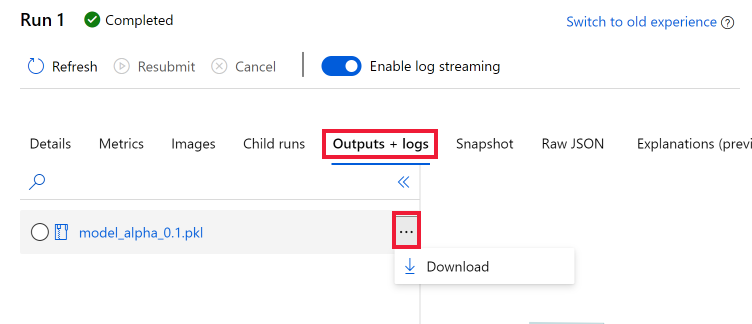 Run 1 Completed
Switch to old experience
Refresh Resubmit Cancel Enable log streaming
Details Metrics Images Child runs Outputs + logs Snapshot Raw JSON Explanations (previ
model_alpha_0.1.pkl ...
Download